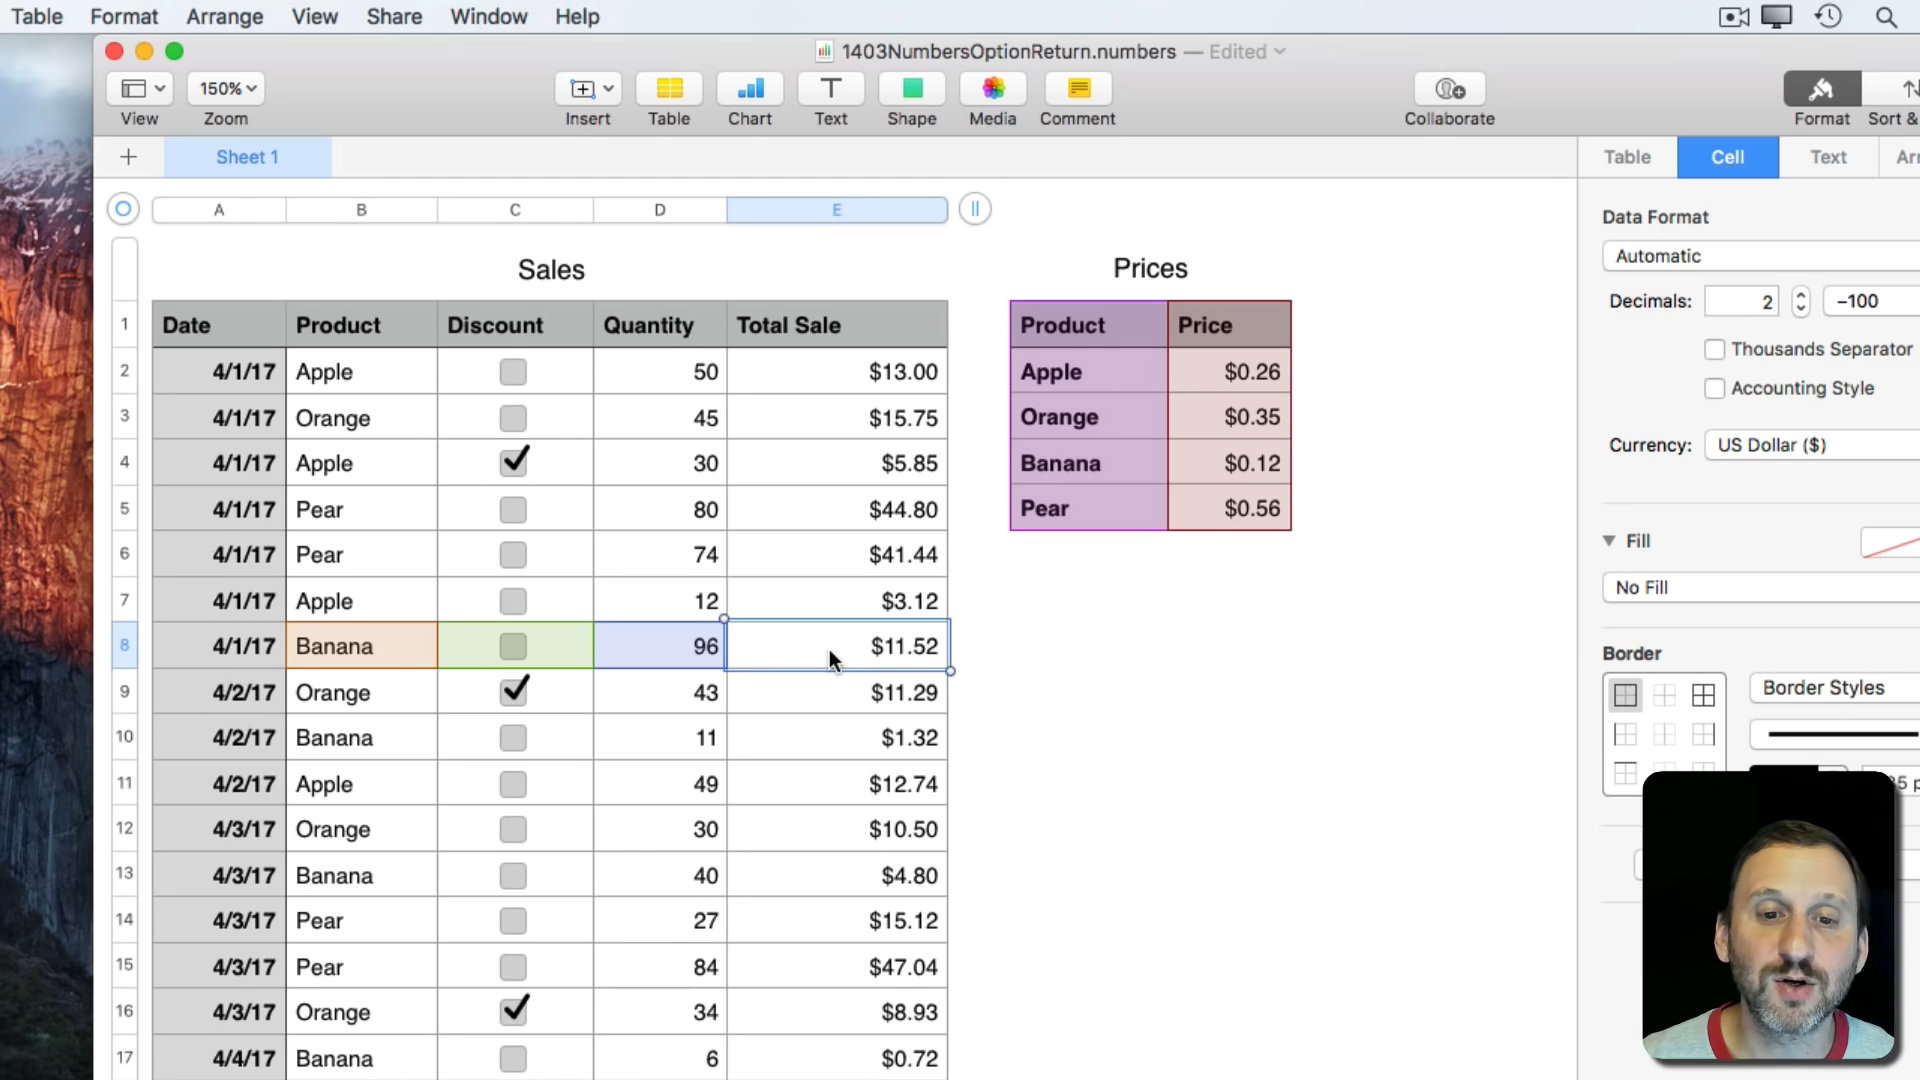 Table Format Arrange View Share Window Help
1403NumbersOptionReturn.numbers — Edited
150%
View Zoom Insert Table Chart Text Shape Media Comment Collaborate Format Sort &
Sheet 1
Table Cell Text Arr
A B C D E
Sales
Prices
1 Date Product Discount Quantity Total Sale
2 4/1/17 Apple 50 $13.00
3 4/1/17 Orange 45 $15.75
4 4/1/17 Apple 30 $5.85
5 4/1/17 Pear 80 $44.80
6 4/1/17 Pear 74 $41.44
7 4/1/17 Apple 12 $3.12
8 4/1/17 Banana 96 $11.52
9 4/2/17 Orange 43 $11.29
10 4/2/17 Banana 11 $1.32
11 4/2/17 Apple 49 $12.74
12 4/3/17 Orange 30 $10.50
13 4/3/17 Banana 40 $4.80
14 4/3/17 Pear 27 $15.12
15 4/3/17 Pear 84 $47.04
16 4/3/17 Orange 34 $8.93
17 4/4/17 Banana 6 $0.72
Product Price
Apple $0.26
Orange $0.35
Banana $0.12
Pear $0.56
Data Format
Automatic
Decimals: 2 –100
Thousands Separator
Accounting Style
Currency: US Dollar ($)
Fill
No Fill
Border
Border Styles